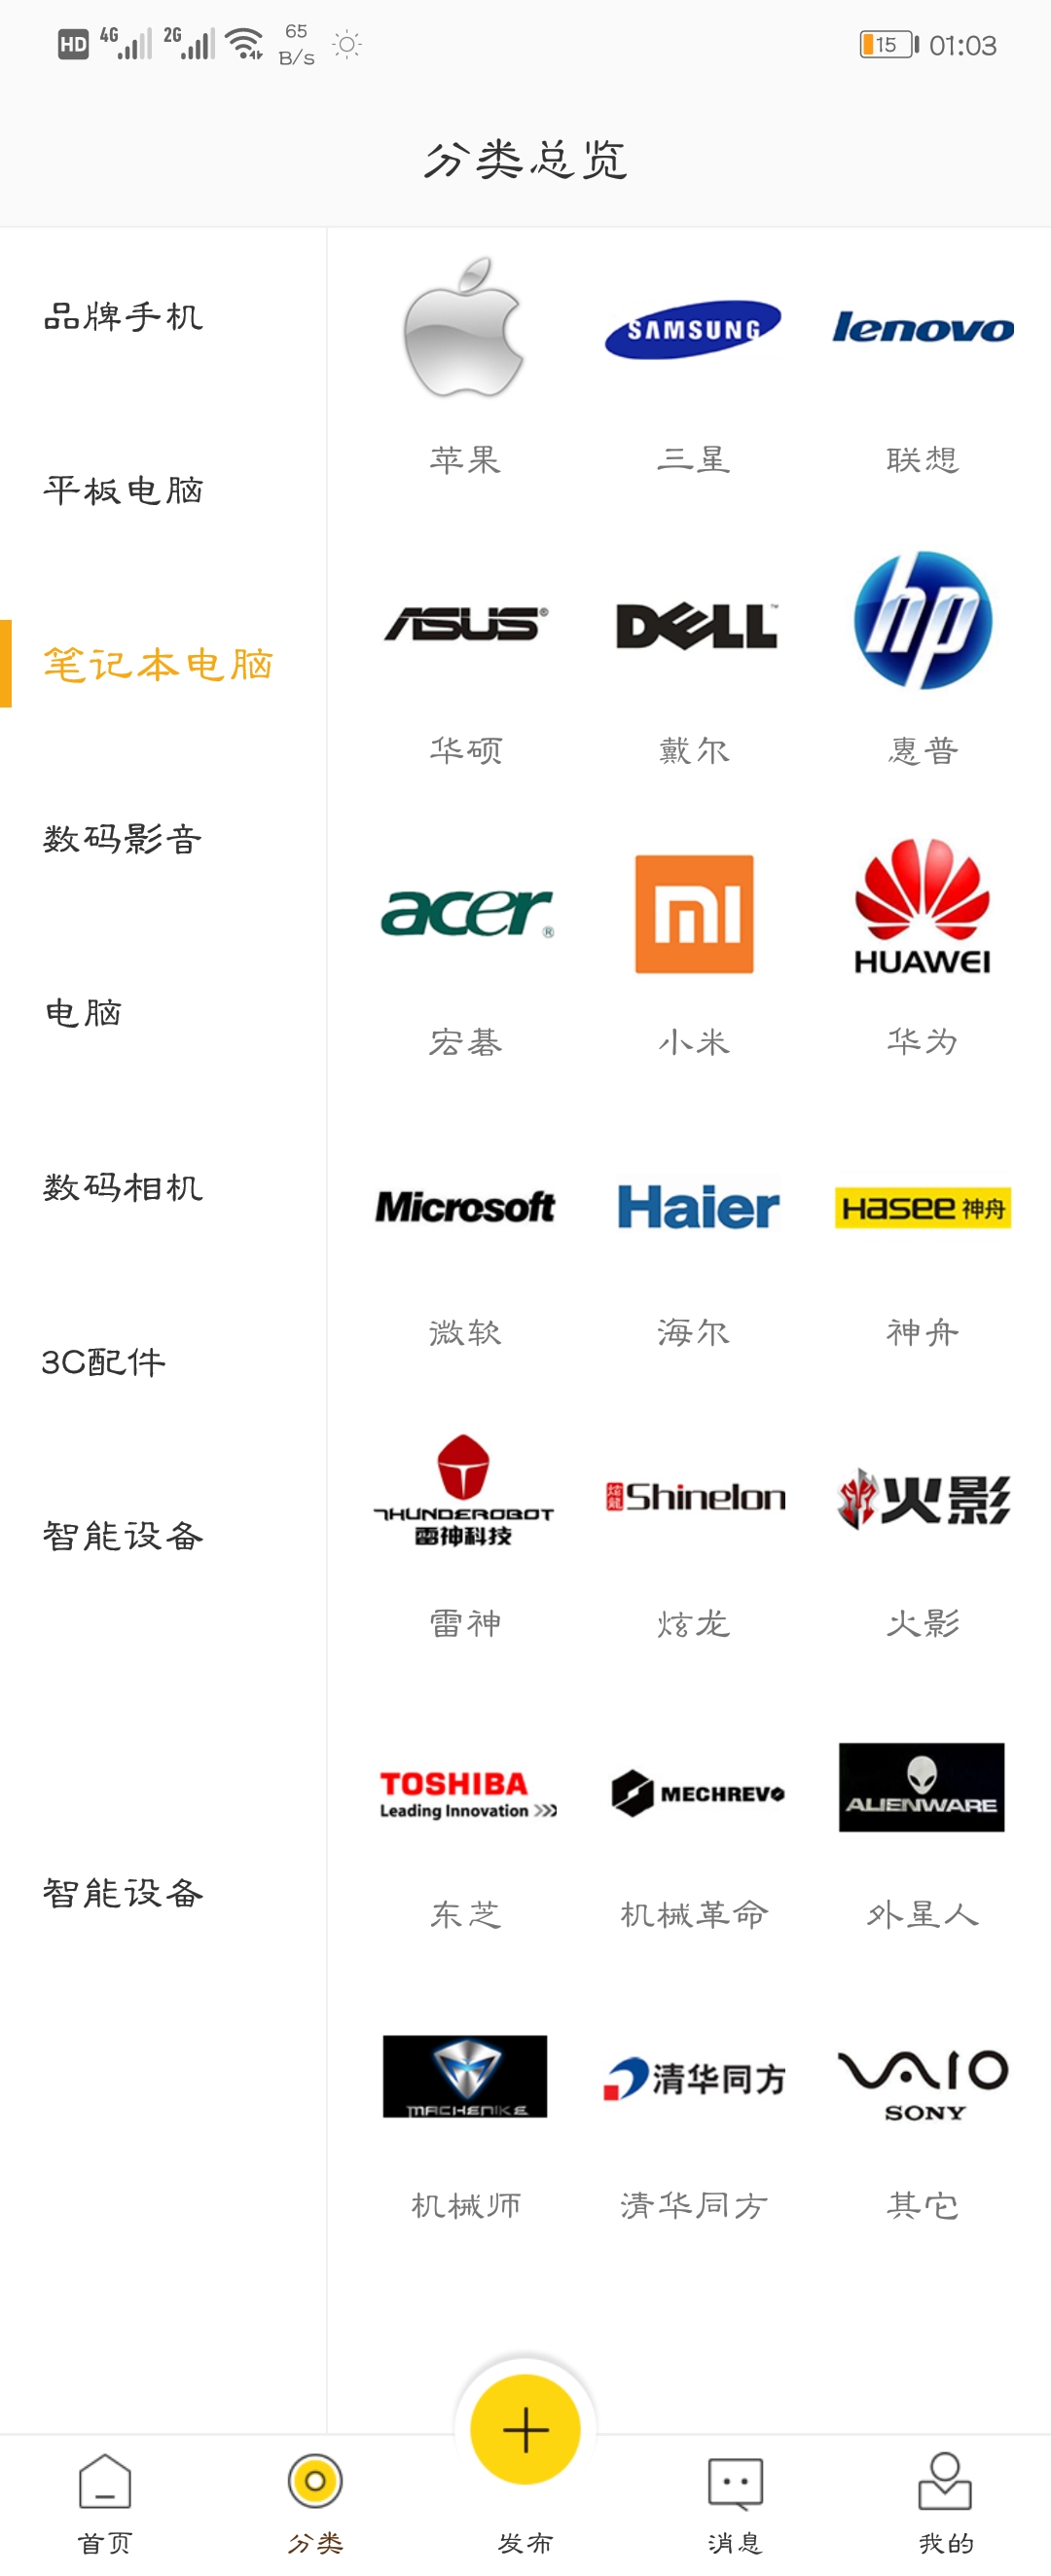 HD 4G 2G 65 B/s 15 01:03
分类总览
品牌手机
平板电脑
笔记本电脑
数码影音
电脑
数码相机
3C配件
智能设备
智能设备
SAMSUNG lenovo
苹果 三星 联想
ASUS® DELL™ hp
华硕 戴尔 惠普
acer® mi HUAWEI
宏碁 小米 华为
Microsoft Haier Hasee 神舟
微软 海尔 神舟
THUNDEROBOT
雷神科技
炫龍 Shinelon 火影
雷神 炫龙 火影
TOSHIBA
Leading Innovation >>>
MECHREVO ALIENWARE
东芝 机械革命 外星人
MACHENIKE 清华同方 VAIO
SONY
机械师 清华同方 其它
首页 分类 发布 消息 我的